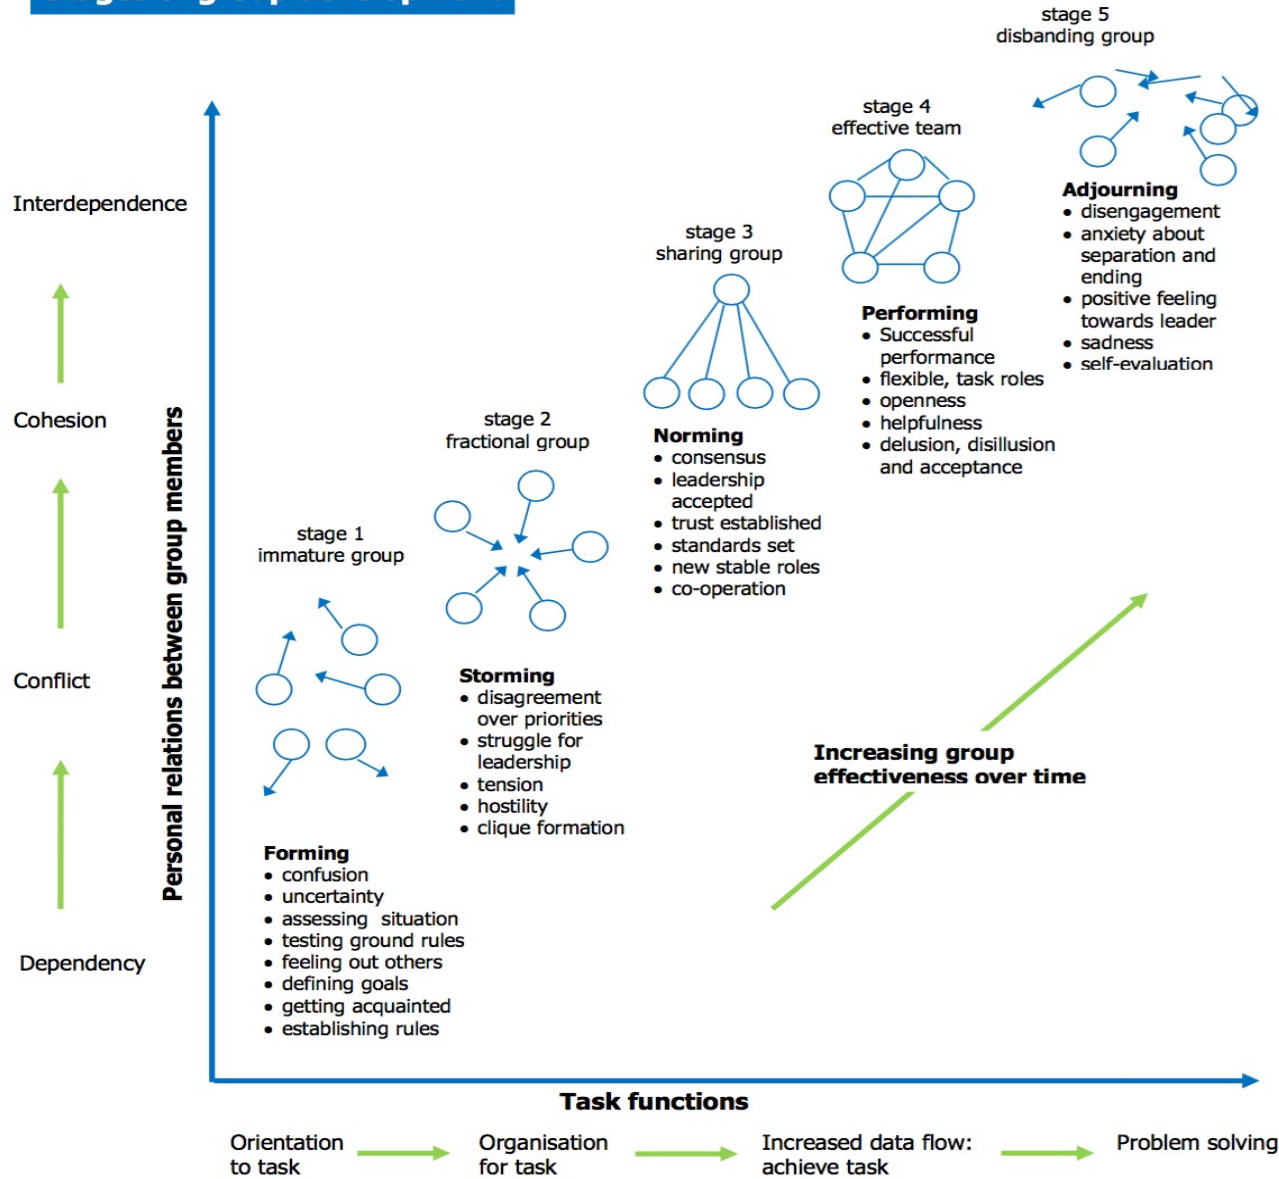 stage 5
disbanding group
stage 4
effective team
Interdependence
Adjourning
• disengagement
• anxiety about
separation and
ending
• positive feeling
towards leader
• sadness
• self-evaluation
stage 3
sharing group
Performing
• Successful
performance
• flexible, task roles
• openness
• helpfulness
• delusion, disillusion
and acceptance
Cohesion
stage 2
fractional group
Norming
• consensus
• leadership
accepted
• trust established
• standards set
• new stable roles
• co-operation
Personal relations between group members
stage 1
immature group
Conflict
Storming
• disagreement
over priorities
• struggle for
leadership
• tension
• hostility
• clique formation
Increasing group
effectiveness over time
Forming
• confusion
• uncertainty
• assessing situation
• testing ground rules
• feeling out others
• defining goals
• getting acquainted
• establishing rules
Dependency
Task functions
Orientation
to task
Organisation
for task
Increased data flow:
achieve task
Problem solving